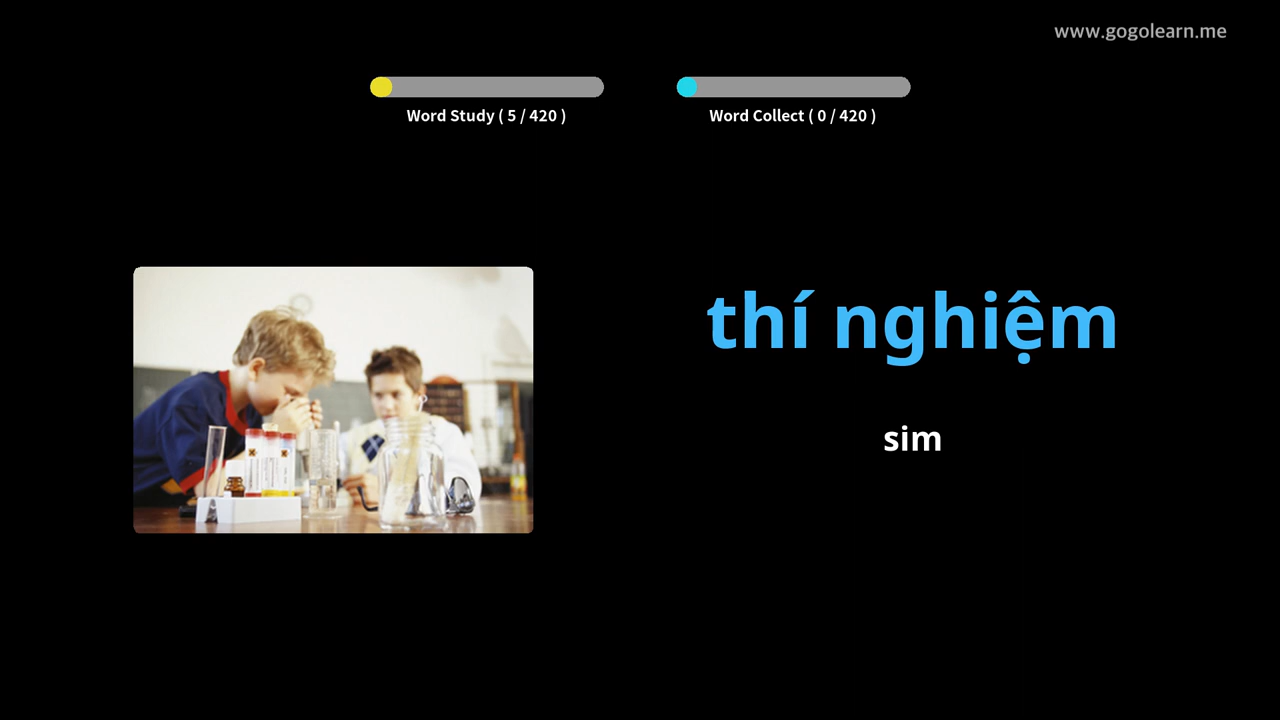 www.gogolearn.me
Word Study ( 5 / 420 )
Word Collect ( 0 / 420 )
thí nghiệm
sim